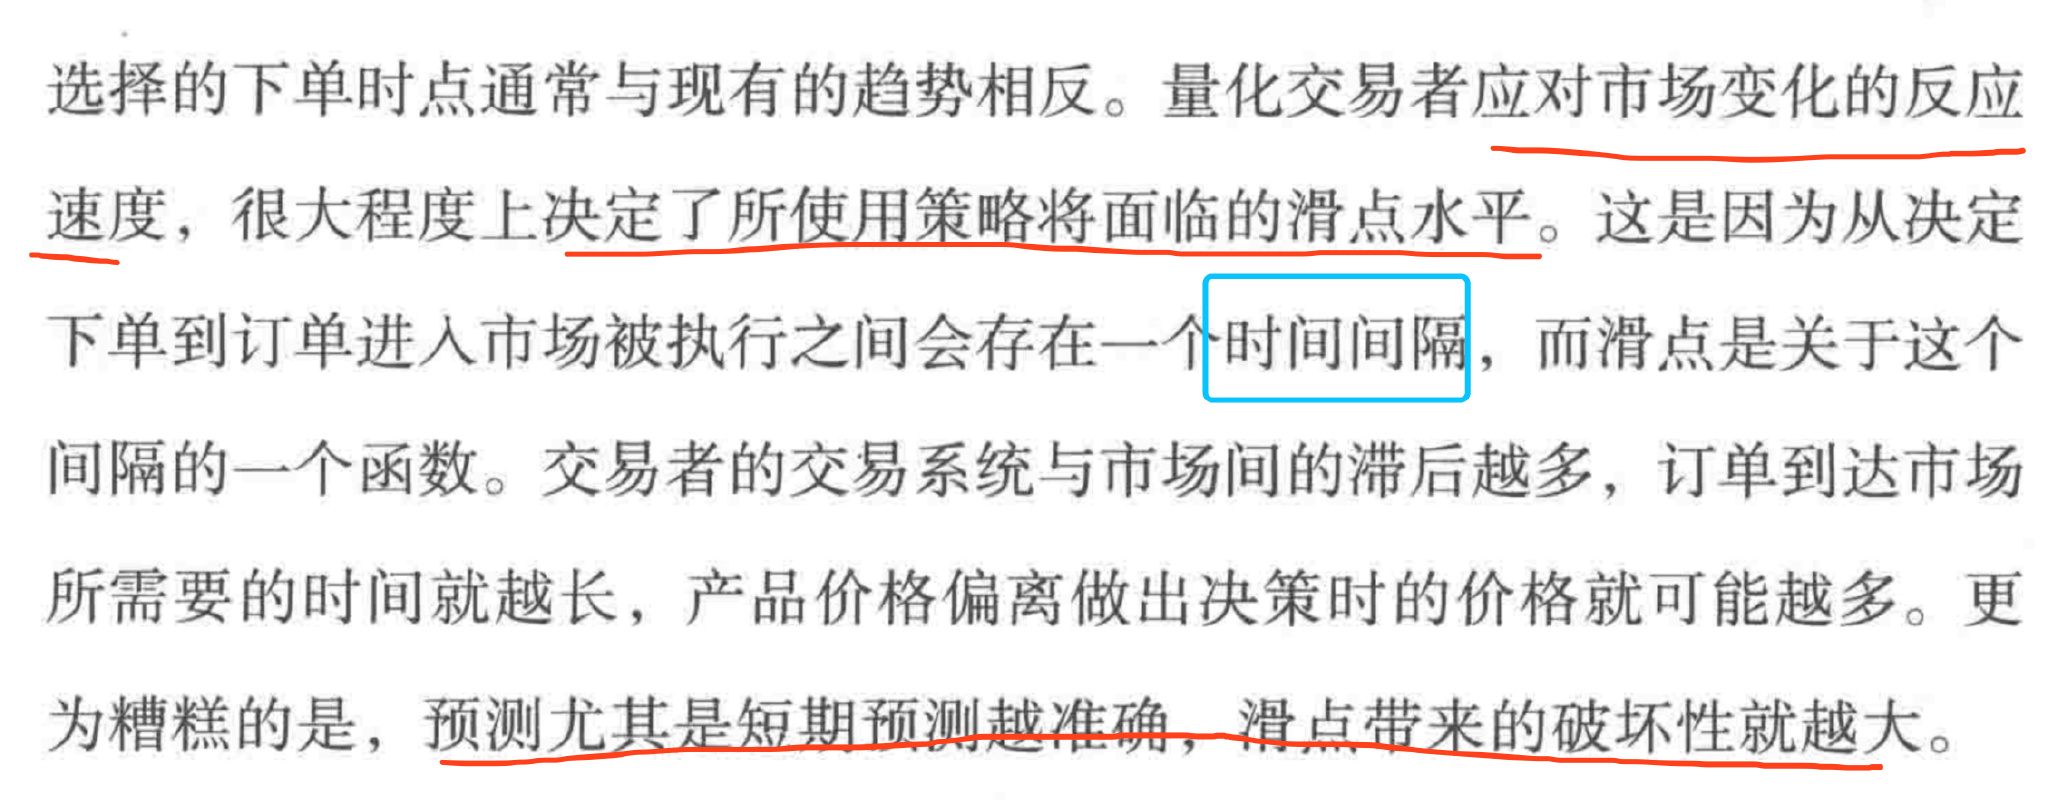 选择的下单时点通常与现有的趋势相反。量化交易者应对市场变化的反应
速度，很大程度上决定了所使用策略将面临的滑点水平。这是因为从决定
下单到订单进入市场被执行之间会存在一个时间间隔，而滑点是关于这个
间隔的一个函数。交易者的交易系统与市场间的滞后越多，订单到达市场
所需要的时间就越长，产品价格偏离做出决策时的价格就可能越多。更
为糟糕的是，预测尤其是短期预测越准确，滑点带来的破坏性就越大。